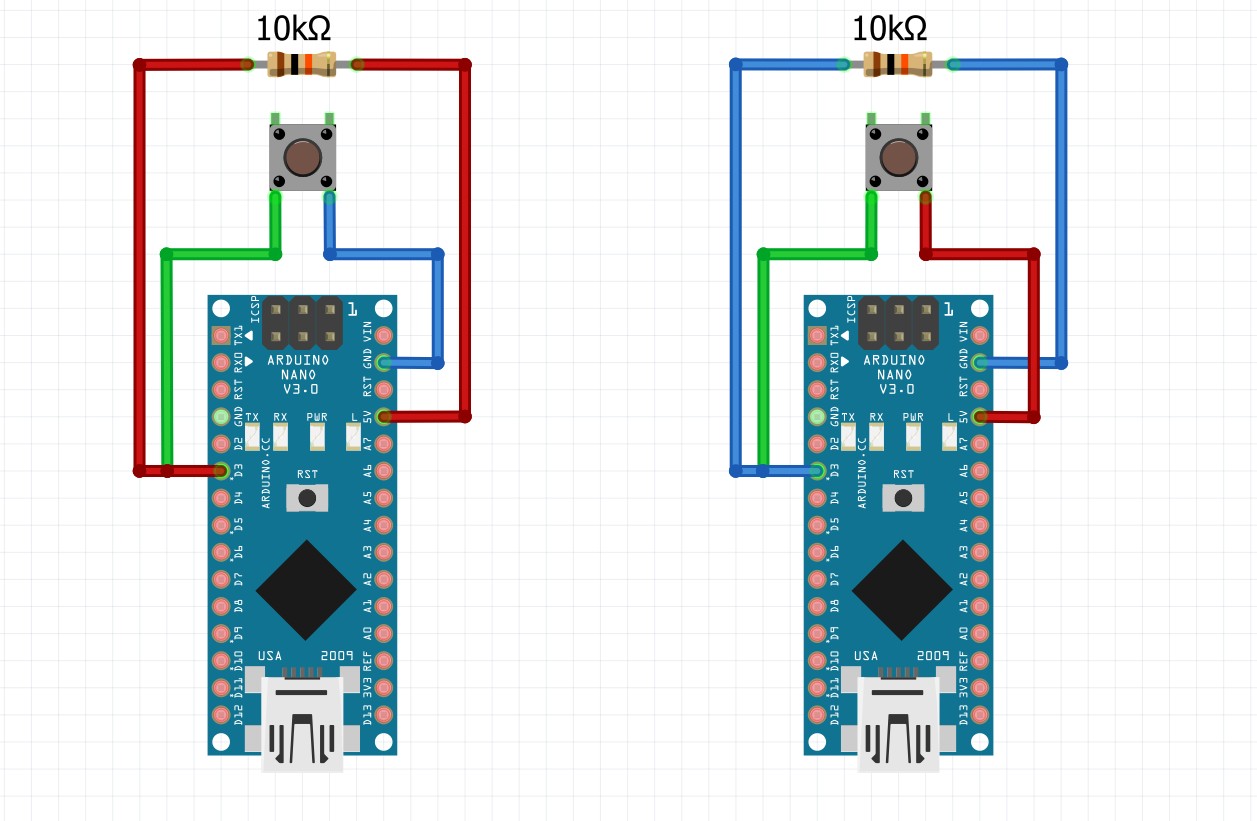 10kΩ
ICSP
1
TX1
RX0
RST
GND
D2
D3
D4
D5
D6
D7
D8
D9
D10
D11
D12
VIN
GND
RST
5V
A7
A6
A5
A4
A3
A2
A1
A0
REF
3V3
D13
ARDUINO
NANO
V3.0
TX RX PWR L
ARDUINO.CC
RST
USA 2009
10kΩ
ICSP
1
TX1
RX0
RST
GND
D2
D3
D4
D5
D6
D7
D8
D9
D10
D11
D12
VIN
GND
RST
5V
A7
A6
A5
A4
A3
A2
A1
A0
REF
3V3
D13
ARDUINO
NANO
V3.0
TX RX PWR L
ARDUINO.CC
RST
USA 2009